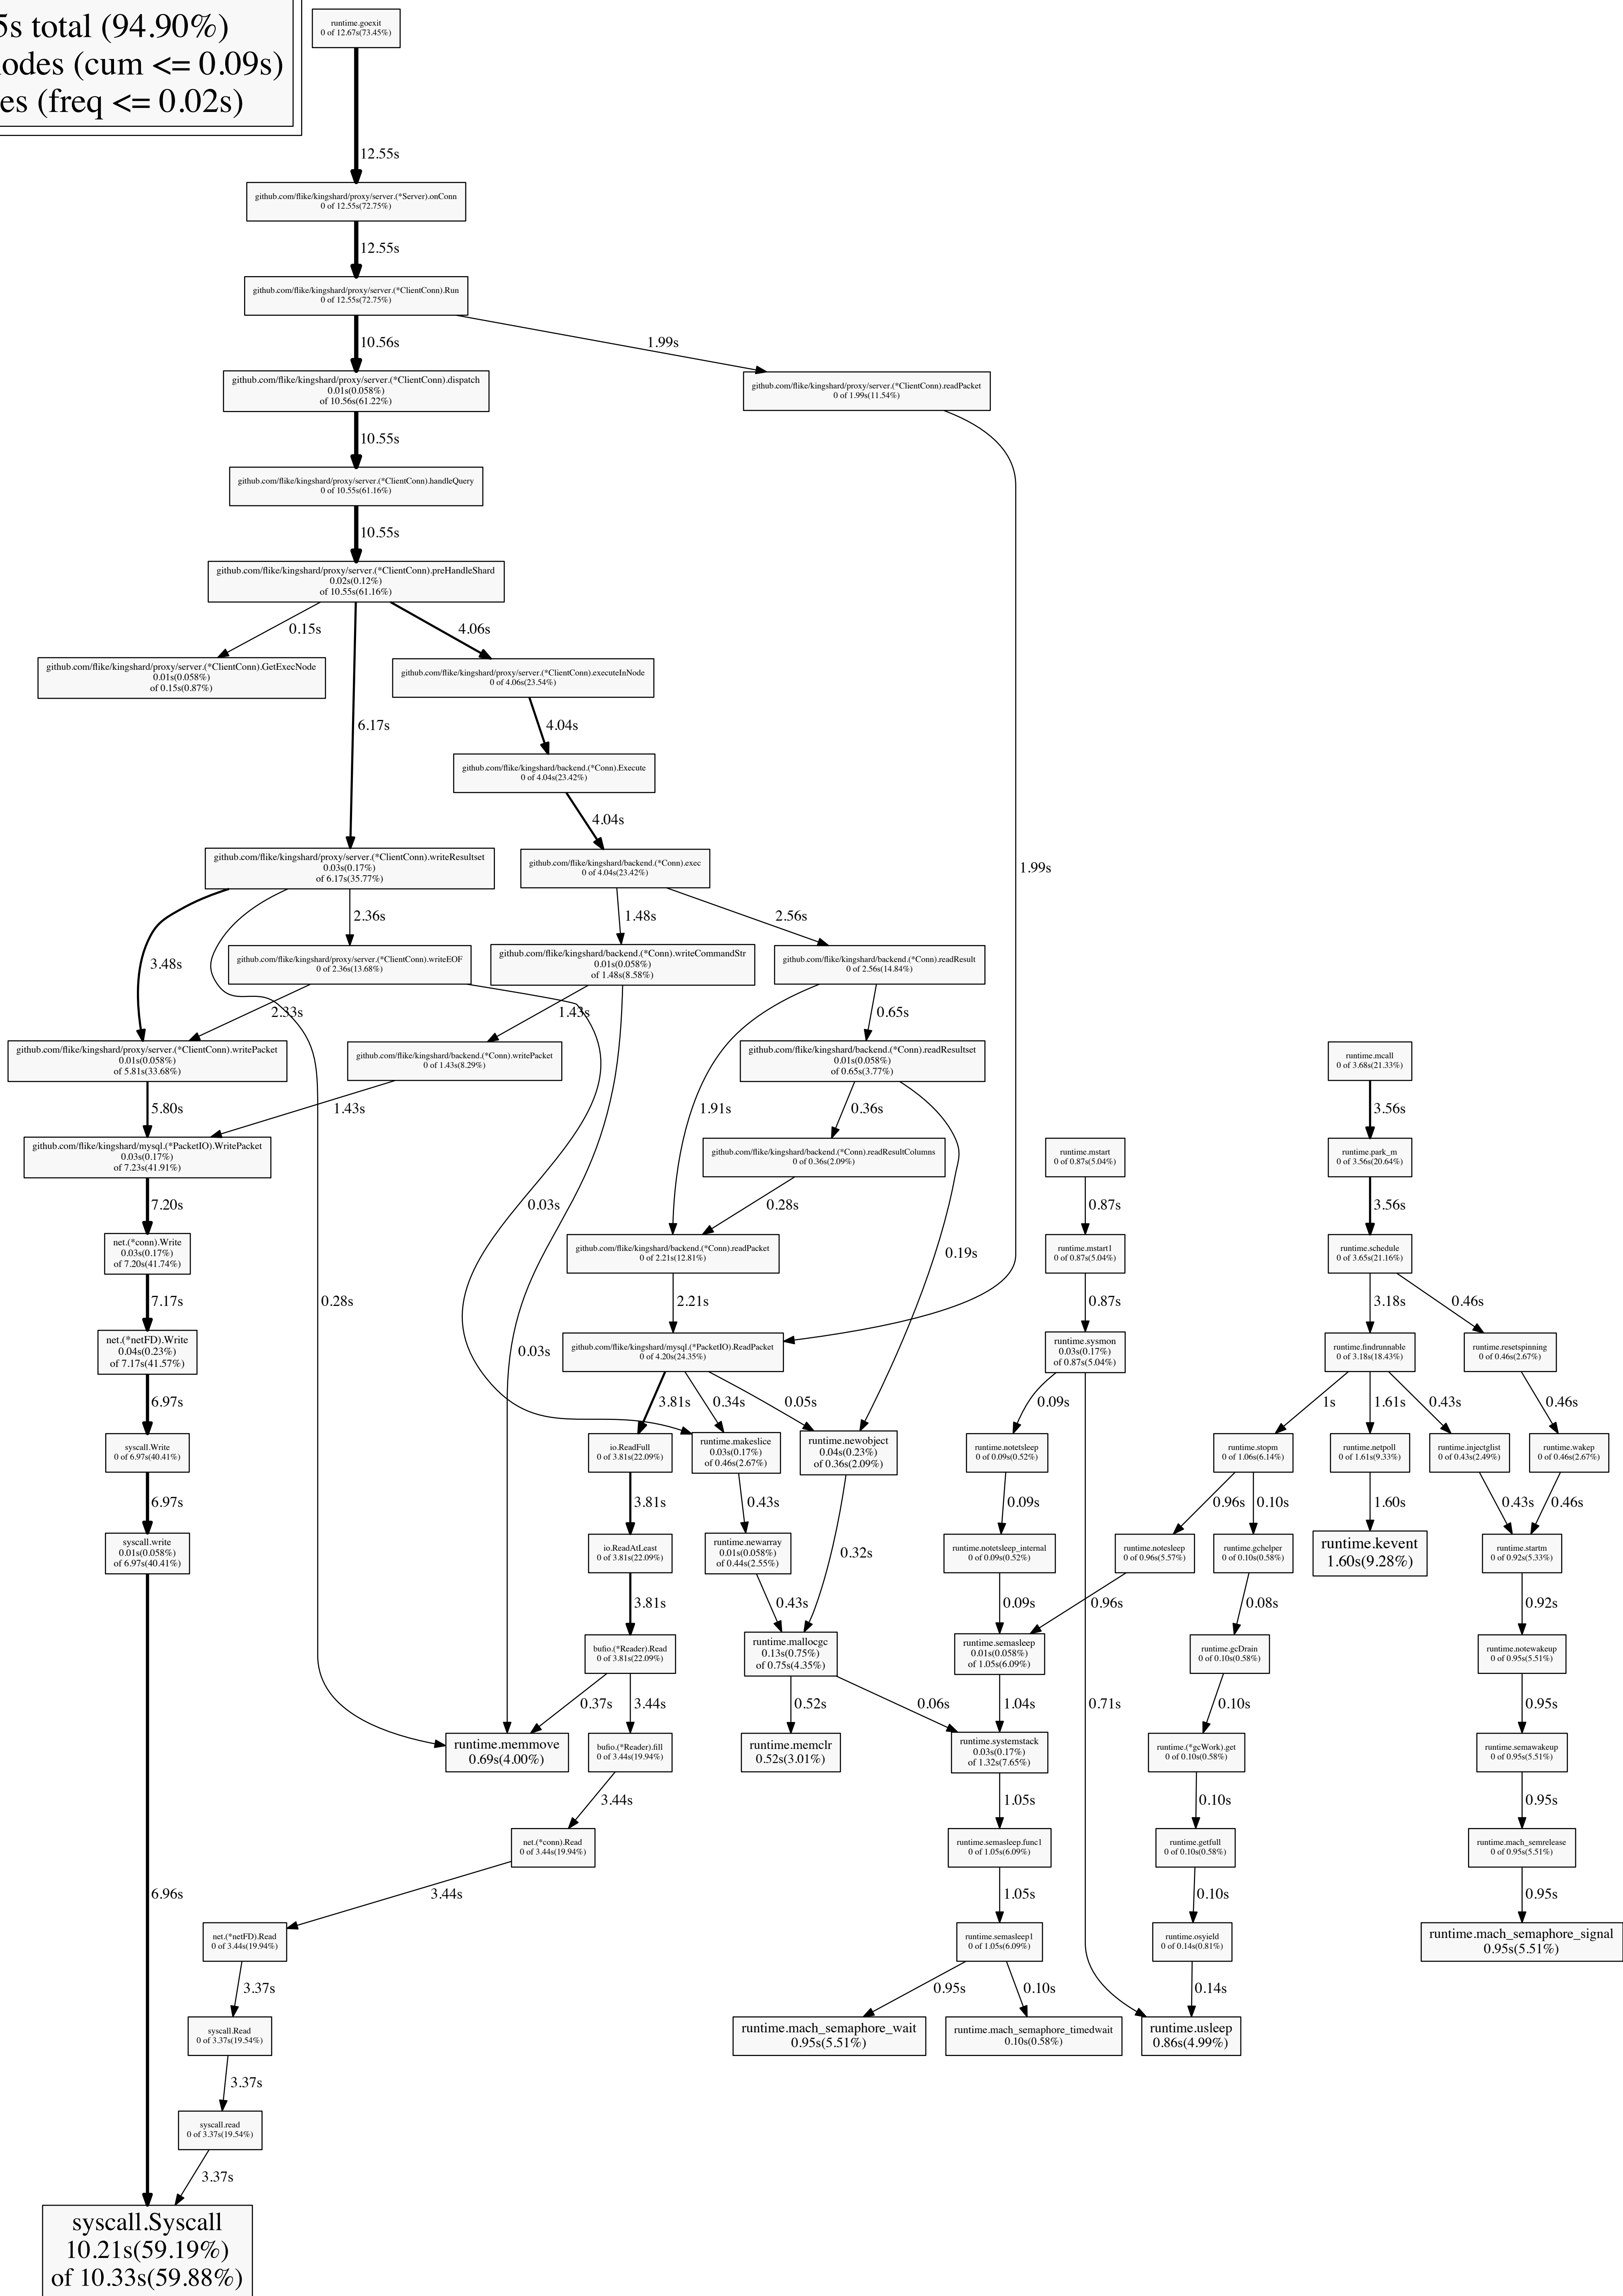 5s total (94.90%)
odes (cum <= 0.09s)
es (freq <= 0.02s)
runtime.goexit
0 of 12.67s(73.45%)
12.55s
github.com/flike/kingshard/proxy/server.(*Server).onConn
0 of 12.55s(72.75%)
12.55s
github.com/flike/kingshard/proxy/server.(*ClientConn).Run
0 of 12.55s(72.75%)
10.56s
1.99s
github.com/flike/kingshard/proxy/server.(*ClientConn).dispatch
0.01s(0.058%)
of 10.56s(61.22%)
github.com/flike/kingshard/proxy/server.(*ClientConn).readPacket
0 of 1.99s(11.54%)
10.55s
github.com/flike/kingshard/proxy/server.(*ClientConn).handleQuery
0 of 10.55s(61.16%)
10.55s
github.com/flike/kingshard/proxy/server.(*ClientConn).preHandleShard
0.02s(0.12%)
of 10.55s(61.16%)
0.15s
4.06s
github.com/flike/kingshard/proxy/server.(*ClientConn).GetExecNode
0.01s(0.058%)
of 0.15s(0.87%)
github.com/flike/kingshard/proxy/server.(*ClientConn).executeInNode
0 of 4.06s(23.54%)
6.17s
4.04s
github.com/flike/kingshard/backend.(*Conn).Execute
0 of 4.04s(23.42%)
4.04s
github.com/flike/kingshard/proxy/server.(*ClientConn).writeResultset
0.03s(0.17%)
of 6.17s(35.77%)
github.com/flike/kingshard/backend.(*Conn).exec
0 of 4.04s(23.42%)
1.99s
2.36s
1.48s
2.56s
3.48s
github.com/flike/kingshard/proxy/server.(*ClientConn).writeEOF
0 of 2.36s(13.68%)
github.com/flike/kingshard/backend.(*Conn).writeCommandStr
0.01s(0.058%)
of 1.48s(8.58%)
github.com/flike/kingshard/backend.(*Conn).readResult
0 of 2.56s(14.84%)
2.33s
1.43s
0.65s
github.com/flike/kingshard/proxy/server.(*ClientConn).writePacket
0.01s(0.058%)
of 5.81s(33.68%)
github.com/flike/kingshard/backend.(*Conn).writePacket
0 of 1.43s(8.29%)
github.com/flike/kingshard/backend.(*Conn).readResultset
0.01s(0.058%)
of 0.65s(3.77%)
runtime.mcall
0 of 3.68s(21.33%)
5.80s
1.43s
1.91s
0.36s
3.56s
github.com/flike/kingshard/mysql.(*PacketIO).WritePacket
0.03s(0.17%)
of 7.23s(41.91%)
github.com/flike/kingshard/backend.(*Conn).readResultColumns
0 of 0.36s(2.09%)
runtime.mstart
0 of 0.87s(5.04%)
runtime.park_m
0 of 3.56s(20.64%)
7.20s
0.03s
0.28s
0.87s
3.56s
net.(*conn).Write
0.03s(0.17%)
of 7.20s(41.74%)
github.com/flike/kingshard/backend.(*Conn).readPacket
0 of 2.21s(12.81%)
0.19s
runtime.mstart1
0 of 0.87s(5.04%)
runtime.schedule
0 of 3.65s(21.16%)
7.17s
0.28s
2.21s
0.87s
3.18s
0.46s
net.(*netFD).Write
0.04s(0.23%)
of 7.17s(41.57%)
0.03s
github.com/flike/kingshard/mysql.(*PacketIO).ReadPacket
0 of 4.20s(24.35%)
runtime.sysmon
0.03s(0.17%)
of 0.87s(5.04%)
runtime.findrunnable
0 of 3.18s(18.43%)
runtime.resetspinning
0 of 0.46s(2.67%)
6.97s
3.81s
0.34s
0.05s
0.09s
1s
1.61s
0.43s
0.46s
syscall.Write
0 of 6.97s(40.41%)
io.ReadFull
0 of 3.81s(22.09%)
runtime.makeslice
0.03s(0.17%)
of 0.46s(2.67%)
runtime.newobject
0.04s(0.23%)
of 0.36s(2.09%)
runtime.notetsleep
0 of 0.09s(0.52%)
runtime.stopm
0 of 1.06s(6.14%)
runtime.netpoll
0 of 1.61s(9.33%)
runtime.injectglist
0 of 0.43s(2.49%)
runtime.wakep
0 of 0.46s(2.67%)
6.97s
3.81s
0.43s
0.09s
0.96s
0.10s
1.60s
0.43s
0.46s
syscall.write
0.01s(0.058%)
of 6.97s(40.41%)
io.ReadAtLeast
0 of 3.81s(22.09%)
runtime.newarray
0.01s(0.058%)
of 0.44s(2.55%)
0.32s
runtime.notetsleep_internal
0 of 0.09s(0.52%)
runtime.notesleep
0 of 0.96s(5.57%)
runtime.gchelper
0 of 0.10s(0.58%)
runtime.kevent
1.60s(9.28%)
runtime.startm
0 of 0.92s(5.33%)
3.81s
0.43s
0.09s
0.96s
0.08s
0.92s
bufio.(*Reader).Read
0 of 3.81s(22.09%)
runtime.mallocgc
0.13s(0.75%)
of 0.75s(4.35%)
runtime.semasleep
0.01s(0.058%)
of 1.05s(6.09%)
runtime.gcDrain
0 of 0.10s(0.58%)
runtime.notewakeup
0 of 0.95s(5.51%)
0.37s
3.44s
0.52s
0.06s
1.04s
0.71s
0.10s
0.95s
runtime.memmove
0.69s(4.00%)
bufio.(*Reader).fill
0 of 3.44s(19.94%)
runtime.memclr
0.52s(3.01%)
runtime.systemstack
0.03s(0.17%)
of 1.32s(7.65%)
runtime.(*gcWork).get
0 of 0.10s(0.58%)
runtime.semawakeup
0 of 0.95s(5.51%)
3.44s
1.05s
0.10s
0.95s
net.(*conn).Read
0 of 3.44s(19.94%)
runtime.semasleep.func1
0 of 1.05s(6.09%)
runtime.getfull
0 of 0.10s(0.58%)
runtime.mach_semrelease
0 of 0.95s(5.51%)
6.96s
3.44s
1.05s
0.10s
0.95s
net.(*netFD).Read
0 of 3.44s(19.94%)
runtime.semasleep1
0 of 1.05s(6.09%)
runtime.osyield
0 of 0.14s(0.81%)
runtime.mach_semaphore_signal
0.95s(5.51%)
3.37s
0.95s
0.10s
0.14s
syscall.Read
0 of 3.37s(19.54%)
runtime.mach_semaphore_wait
0.95s(5.51%)
runtime.mach_semaphore_timedwait
0.10s(0.58%)
runtime.usleep
0.86s(4.99%)
3.37s
syscall.read
0 of 3.37s(19.54%)
3.37s
syscall.Syscall
10.21s(59.19%)
of 10.33s(59.88%)